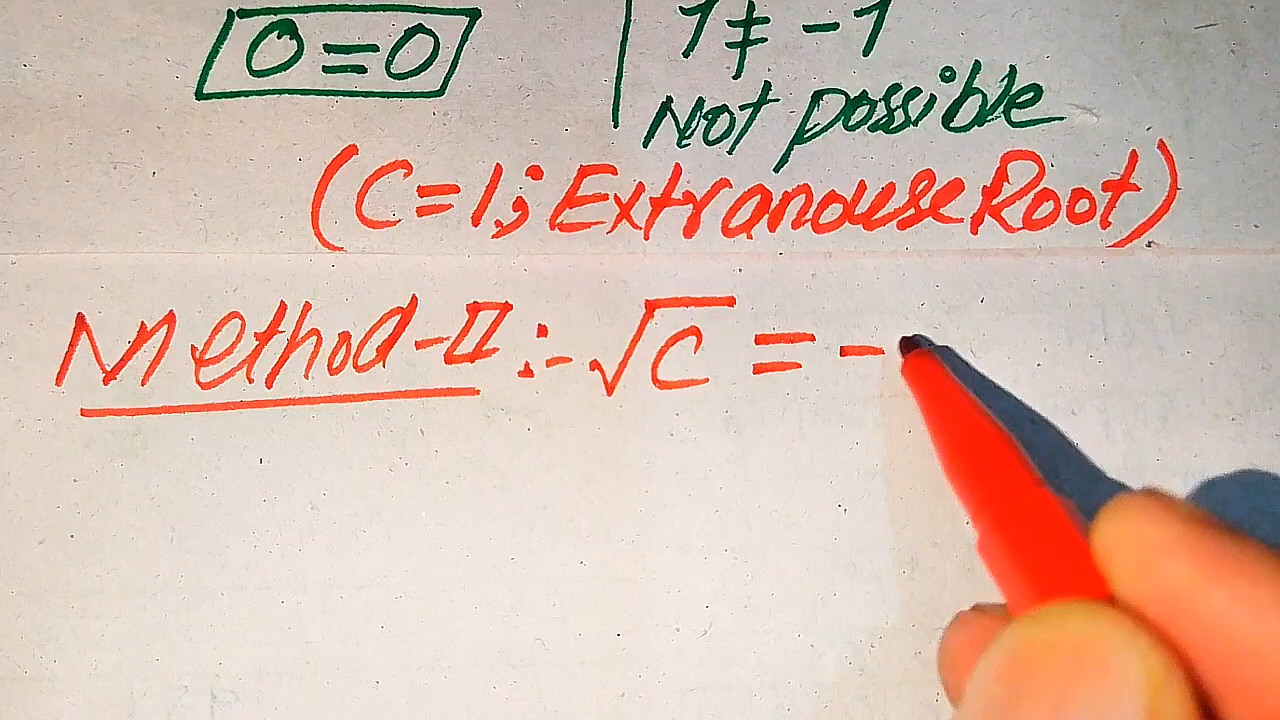 0=0
1≠-1
Not possible
(C=1; Extranouse Root)
Method-II:- √C = -